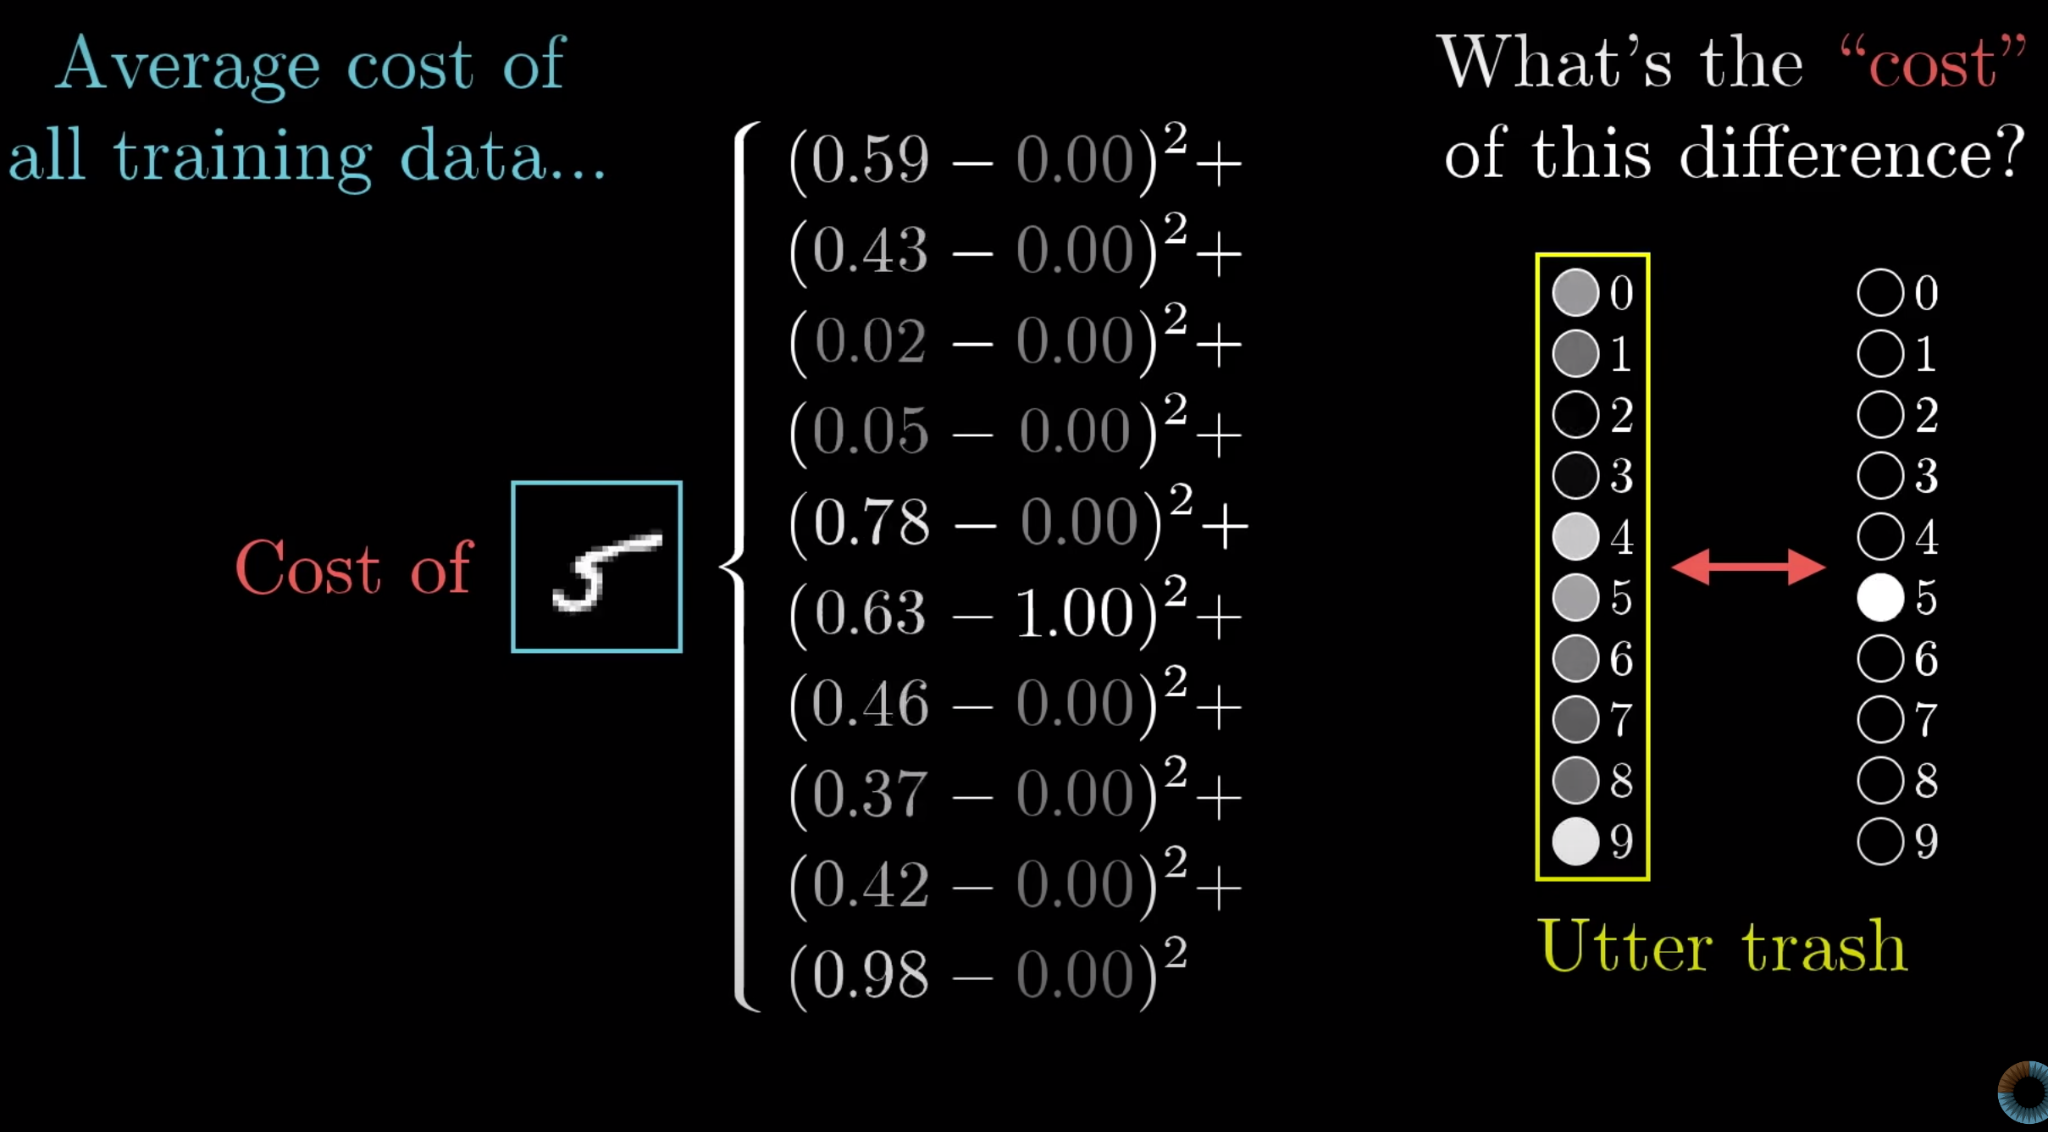 Average cost of
all training data...
What's the “cost”
of this difference?
Cost of
(0.59 − 0.00)²+
(0.43 − 0.00)²+
(0.02 − 0.00)²+
(0.05 − 0.00)²+
(0.78 − 0.00)²+
(0.63 − 1.00)²+
(0.46 − 0.00)²+
(0.37 − 0.00)²+
(0.42 − 0.00)²+
(0.98 − 0.00)²
5
0 0
1 1
2 2
3 3
4 4
5 5
6 6
7 7
8 8
9 9
Utter trash